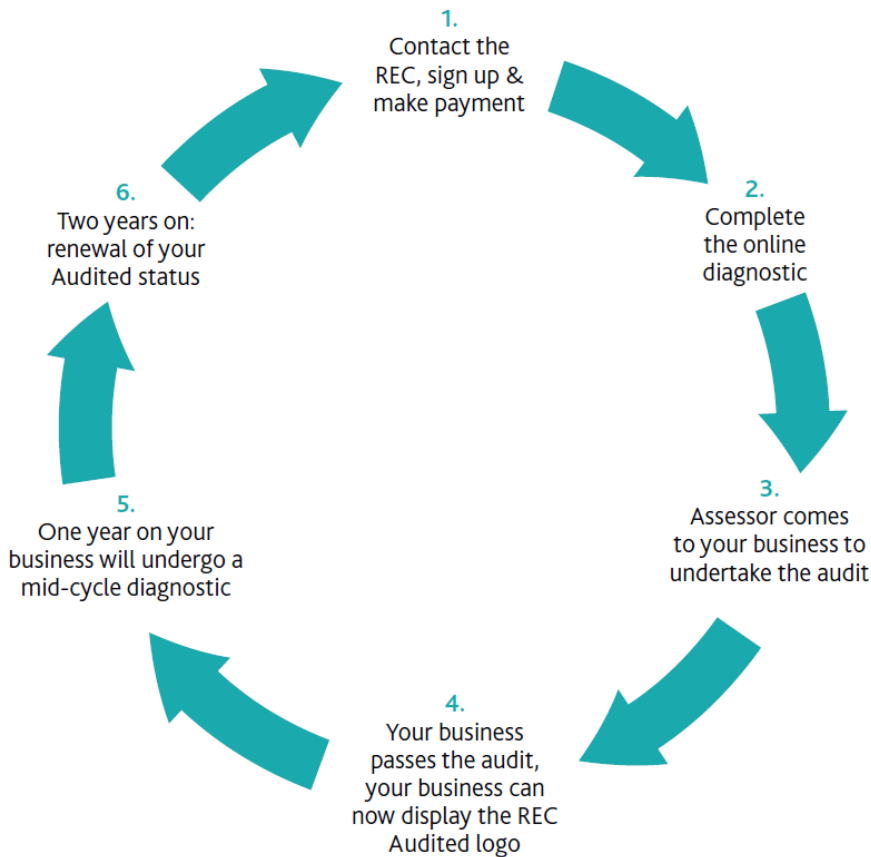 1.
Contact the
REC, sign up &
make payment
2.
Complete
the online
diagnostic
3.
Assessor comes
to your business to
undertake the audit
4.
Your business
passes the audit,
your business can
now display the REC
Audited logo
5.
One year on your
business will undergo a
mid-cycle diagnostic
6.
Two years on:
renewal of your
Audited status